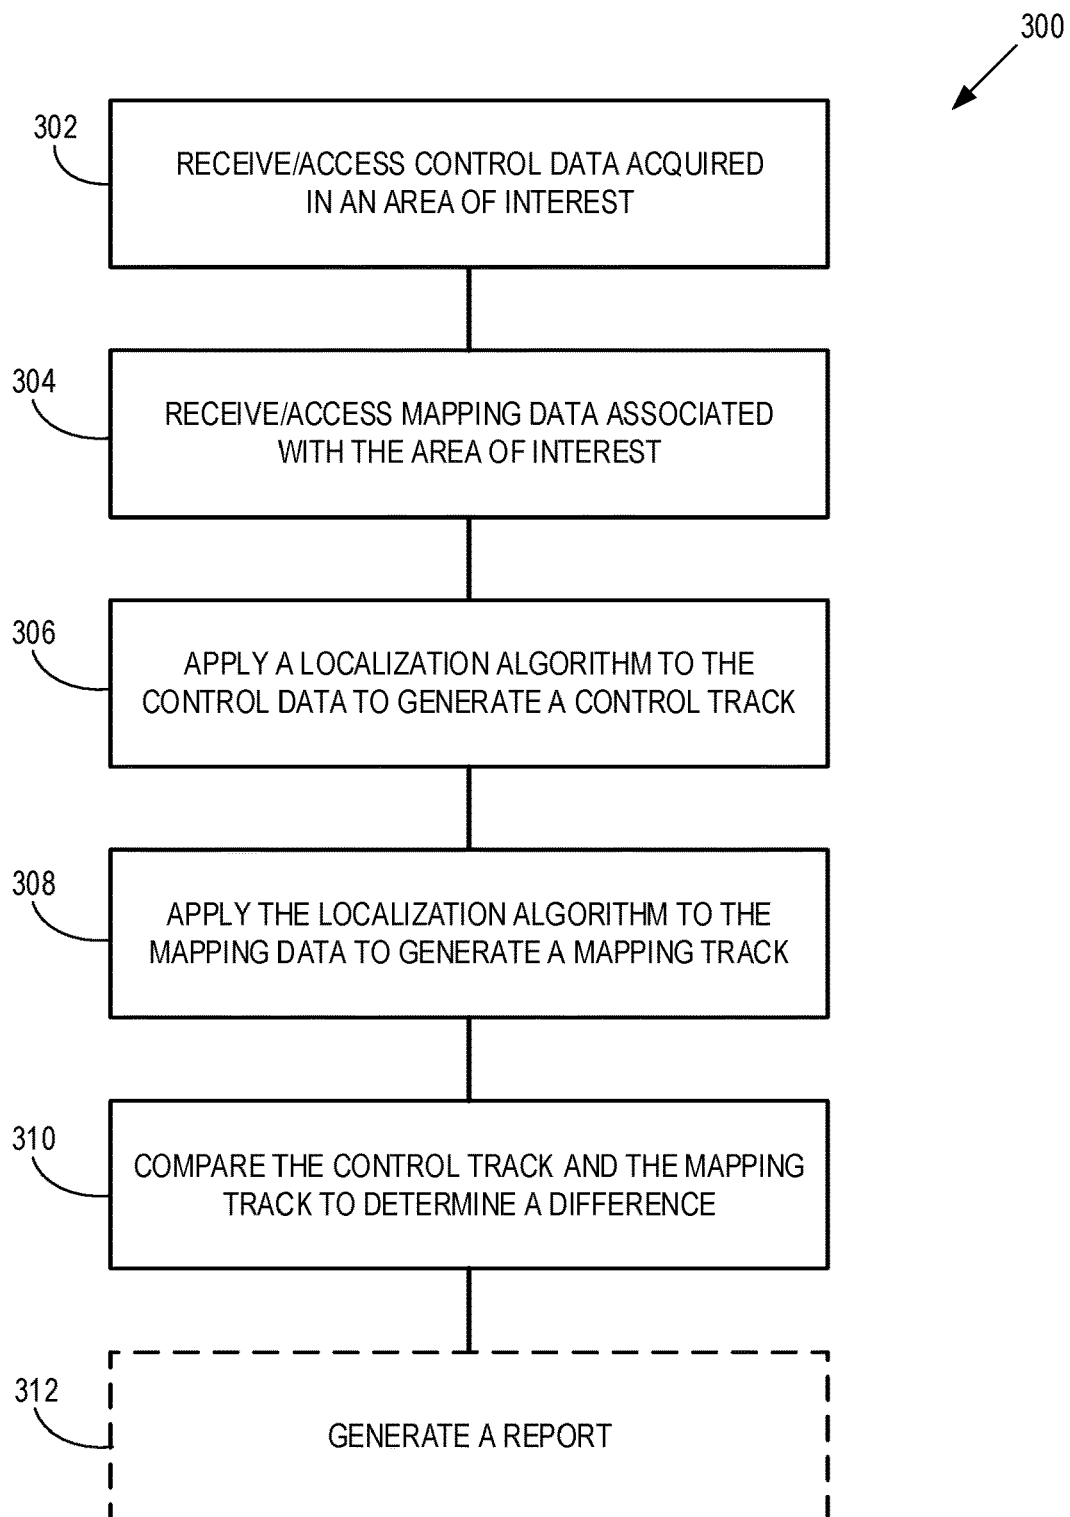 300
302
RECEIVE/ACCESS CONTROL DATA ACQUIRED
IN AN AREA OF INTEREST
304
RECEIVE/ACCESS MAPPING DATA ASSOCIATED
WITH THE AREA OF INTEREST
306
APPLY A LOCALIZATION ALGORITHM TO THE
CONTROL DATA TO GENERATE A CONTROL TRACK
308
APPLY THE LOCALIZATION ALGORITHM TO THE
MAPPING DATA TO GENERATE A MAPPING TRACK
310
COMPARE THE CONTROL TRACK AND THE MAPPING
TRACK TO DETERMINE A DIFFERENCE
312
GENERATE A REPORT